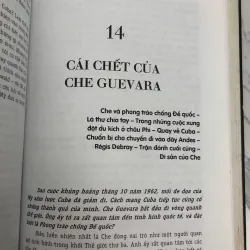 14
CÁI CHẾT CỦA
CHE GUEVARA
Che và phong trào chống Đế quốc –
Lá thư chia tay – Trong những cuộc xung
đột du kích ở châu Phi – Quay về Cuba –
Chuẩn bị cho chuyến đi vào dãy Andes –
Régis Debray – Trận đánh cuối cùng –
Di sản của Che
Sau cuộc khủng hoảng tháng 10 năm 1962, mối đe dọa của
Mỹ xâm lược Cuba đã giảm đi. Cách mạng Cuba tiếp tục củng cố
những thành quả của mình. Che Guevara bắt đầu đi vòng quanh
thế giới. Ông ấy ra rất quan tâm đến tình hình quốc tế, và đặc
biệt là Phong trào chống Đế quốc.
liên nhiên nhất là Che đóng vai trò như một người quan
trong tình hình Thế giới thứ ba. Anh ấy rất quan tâm tới các